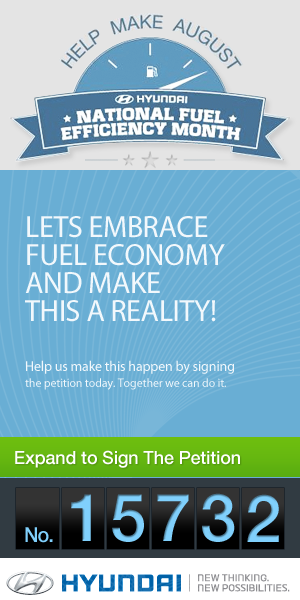 HELP MAKE AUGUST
HYUNDAI
NATIONAL FUEL
EFFICIENCY MONTH
LETS EMBRACE
FUEL ECONOMY
AND MAKE
THIS A REALITY!
Help us make this happen by signing
the petition today. Together we can do it.
Expand to Sign The Petition
No. 15732
HYUNDAI
NEW THINKING.
NEW POSSIBILITIES.